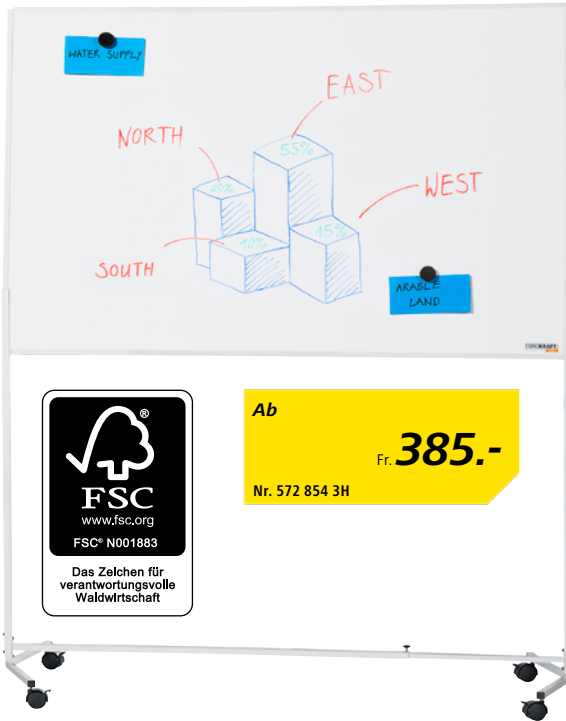 WATER SUPPLY
EAST
NORTH
55%
20%
WEST
15%
10%
SOUTH
ARABLE
LAND
EUROKRAFT
®
FSC
www.fsc.org
FSC® N001883
Das Zeichen für
verantwortungsvolle
Waldwirtschaft
Ab
Fr. 385.-
Nr. 572 854 3H